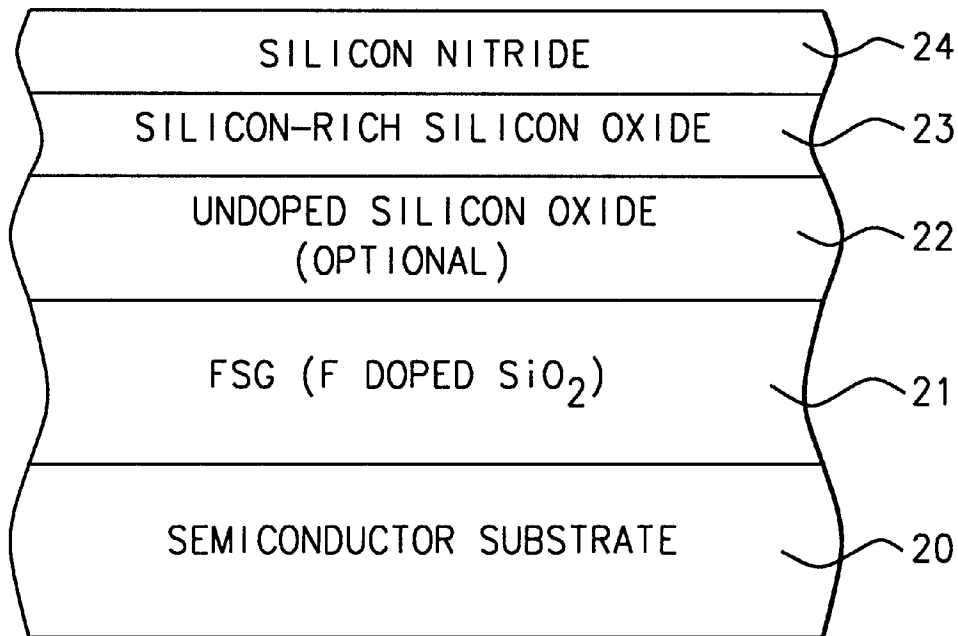 SILICON NITRIDE
24
SILICON-RICH SILICON OXIDE
23
UNDOPED SILICON OXIDE
(OPTIONAL)
22
FSG (F DOPED SiO₂)
21
SEMICONDUCTOR SUBSTRATE
20